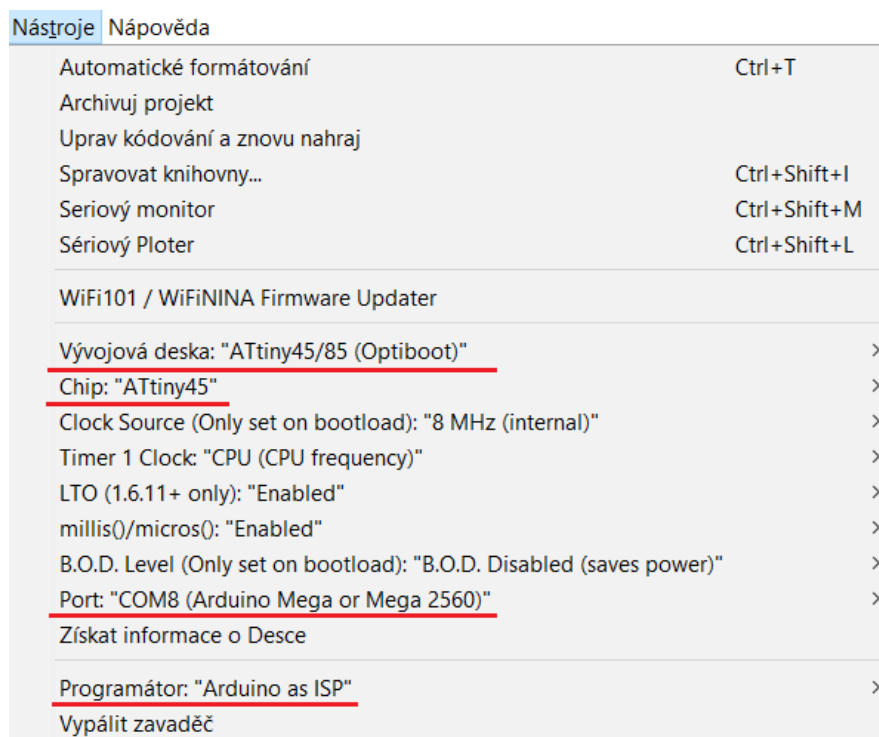 Nástroje Nápověda
Automatické formátování Ctrl+T
Archivuj projekt
Uprav kódování a znovu nahraj
Spravovat knihovny... Ctrl+Shift+I
Seriový monitor Ctrl+Shift+M
Sériový Ploter Ctrl+Shift+L
WiFi101 / WiFiNINA Firmware Updater
Vývojová deska: "ATtiny45/85 (Optiboot)"
Chip: "ATtiny45"
Clock Source (Only set on bootload): "8 MHz (internal)"
Timer 1 Clock: "CPU (CPU frequency)"
LTO (1.6.11+ only): "Enabled"
millis()/micros(): "Enabled"
B.O.D. Level (Only set on bootload): "B.O.D. Disabled (saves power)"
Port: "COM8 (Arduino Mega or Mega 2560)"
Získat informace o Desce
Programátor: "Arduino as ISP"
Vypálit zavaděč